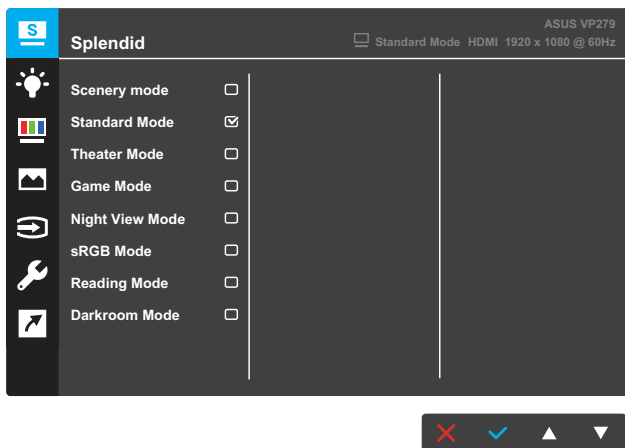 S
ASUS VP279
Splendid
Standard Mode HDMI 1920 x 1080 @ 60Hz
Scenery mode
Standard Mode
Theater Mode
Game Mode
Night View Mode
sRGB Mode
Reading Mode
Darkroom Mode